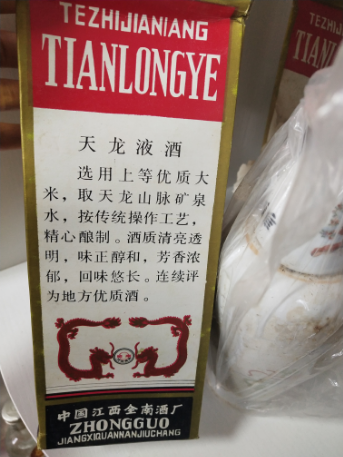 TEZHIJIANIANG
TIANLONGYE
天龙液酒
选用上等优质大
米，取天龙山脉矿泉
水，按传统操作工艺，
精心酿制。酒质清亮透
明，味正醇和，芳香浓
郁，回味悠长。连续评
为地方优质酒。
中国江西全南酒厂
ZHONGGUO
JIANGXIQUANNANJIUCHANG
TEZHIJI
TIANLO